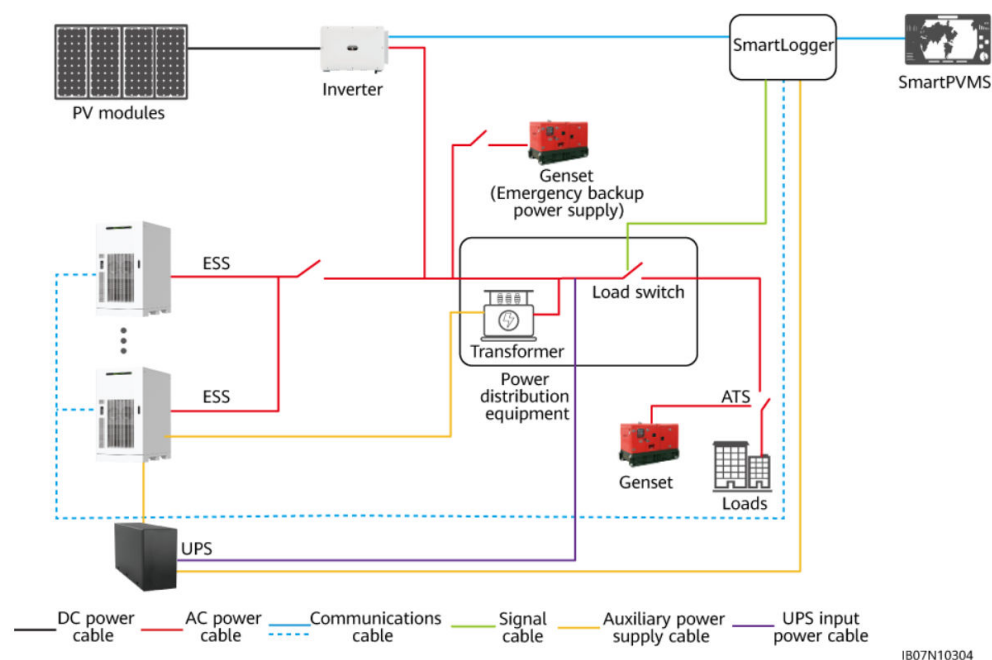 SmartLogger
SmartPVMS
Inverter
PV modules
Genset
(Emergency backup
power supply)
ESS
Load switch
Transformer
ESS
Power
distribution
equipment
ATS
Genset
Loads
UPS
DC power
cable
AC power
cable
Communications
cable
Signal
cable
Auxiliary power
supply cable
UPS input
power cable
IB07N10304